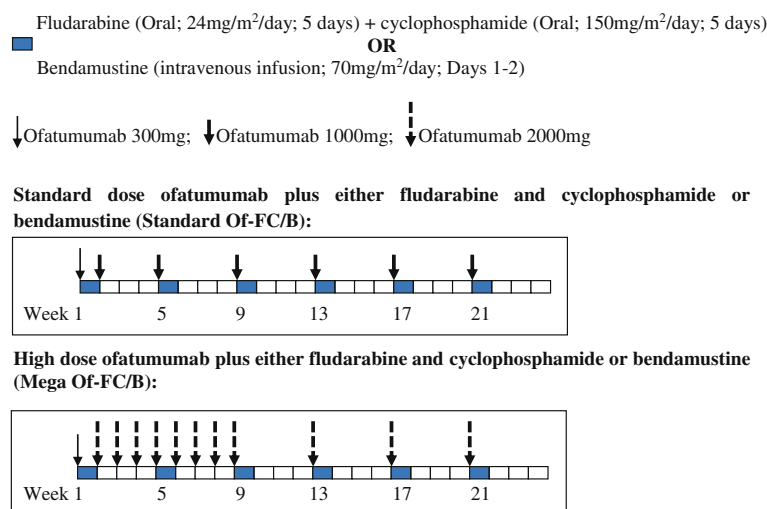 Fludarabine (Oral; 24mg/m²/day; 5 days) + cyclophosphamide (Oral; 150mg/m²/day; 5 days)
OR
Bendamustine (intravenous infusion; 70mg/m²/day; Days 1-2)
Ofatumumab 300mg; Ofatumumab 1000mg; Ofatumumab 2000mg
Standard dose ofatumumab plus either fludarabine and cyclophosphamide or
bendamustine (Standard Of-FC/B):
Week 1 5 9 13 17 21
High dose ofatumumab plus either fludarabine and cyclophosphamide or bendamustine
(Mega Of-FC/B):
Week 1 5 9 13 17 21